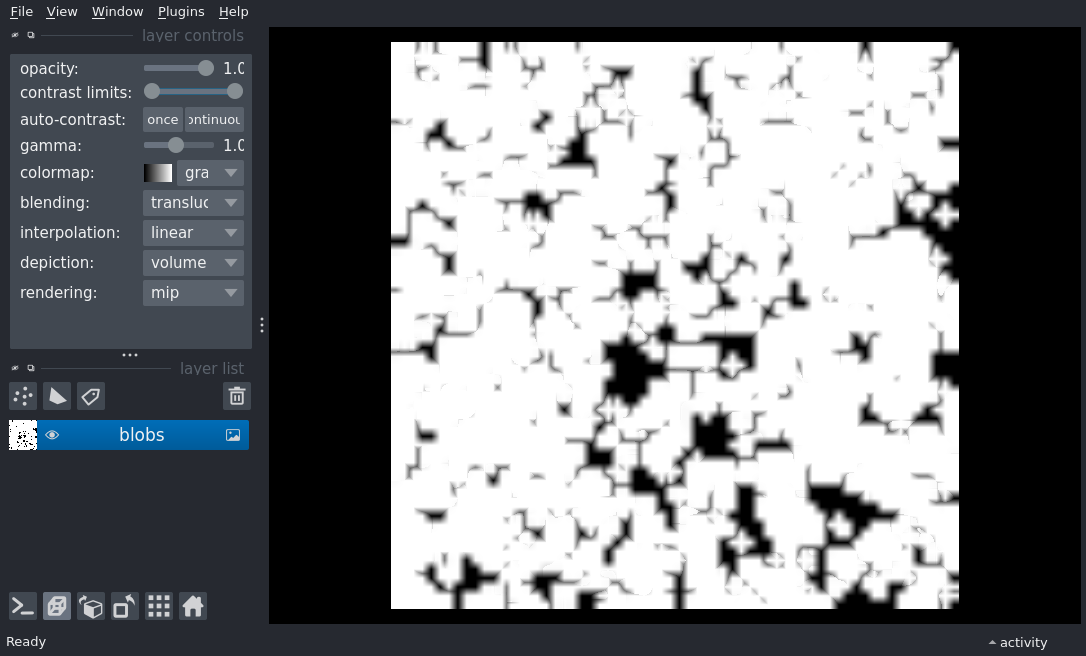 File View Window Plugins Help
layer controls
opacity: 1.0
contrast limits:
auto-contrast: once ontinuou
gamma: 1.0
colormap: gra
blending: transluc
interpolation: linear
depiction: volume
rendering: mip
layer list
blobs
Ready
activity